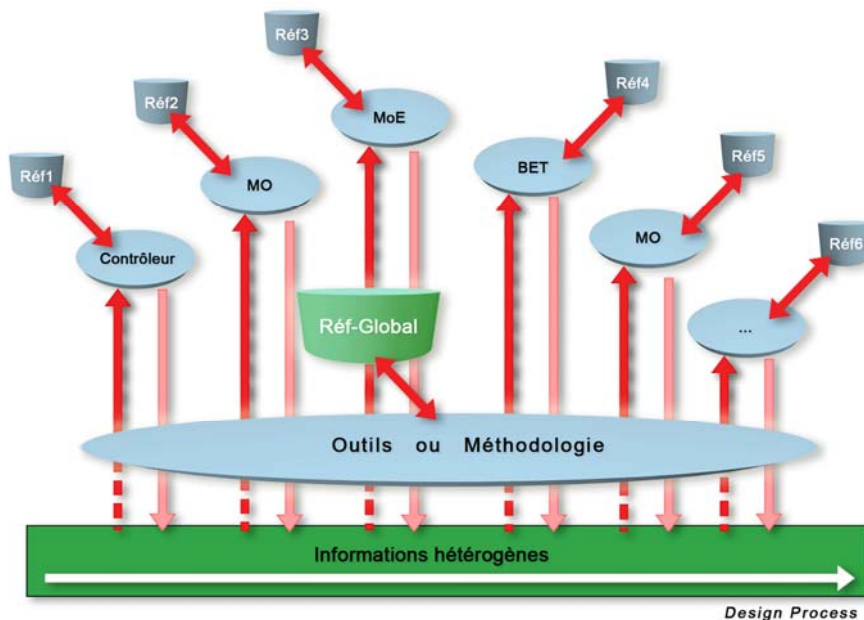 Réf3
Réf4
Réf2
MoE
Réf5
BET
Réf1
MO
MO
Réf6
Contrôleur
Réf-Global
...
Outils ou Méthodologie
Informations hétérogènes
Design Process